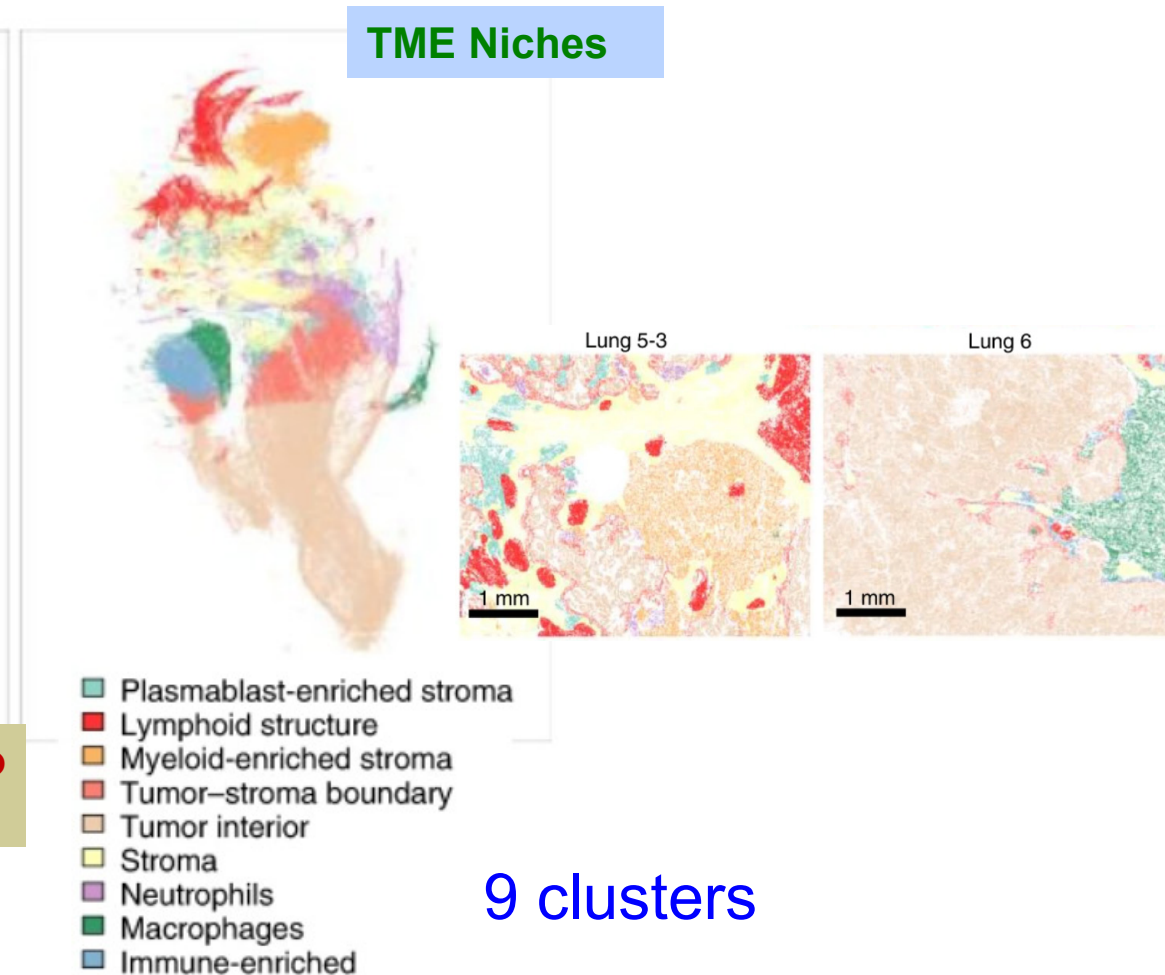 TME Niches
Lung 5-3
Lung 6
1 mm
1 mm
Plasmablast-enriched stroma
Lymphoid structure
Myeloid-enriched stroma
Tumor–stroma boundary
Tumor interior
Stroma
Neutrophils
Macrophages
Immune-enriched
9 clusters